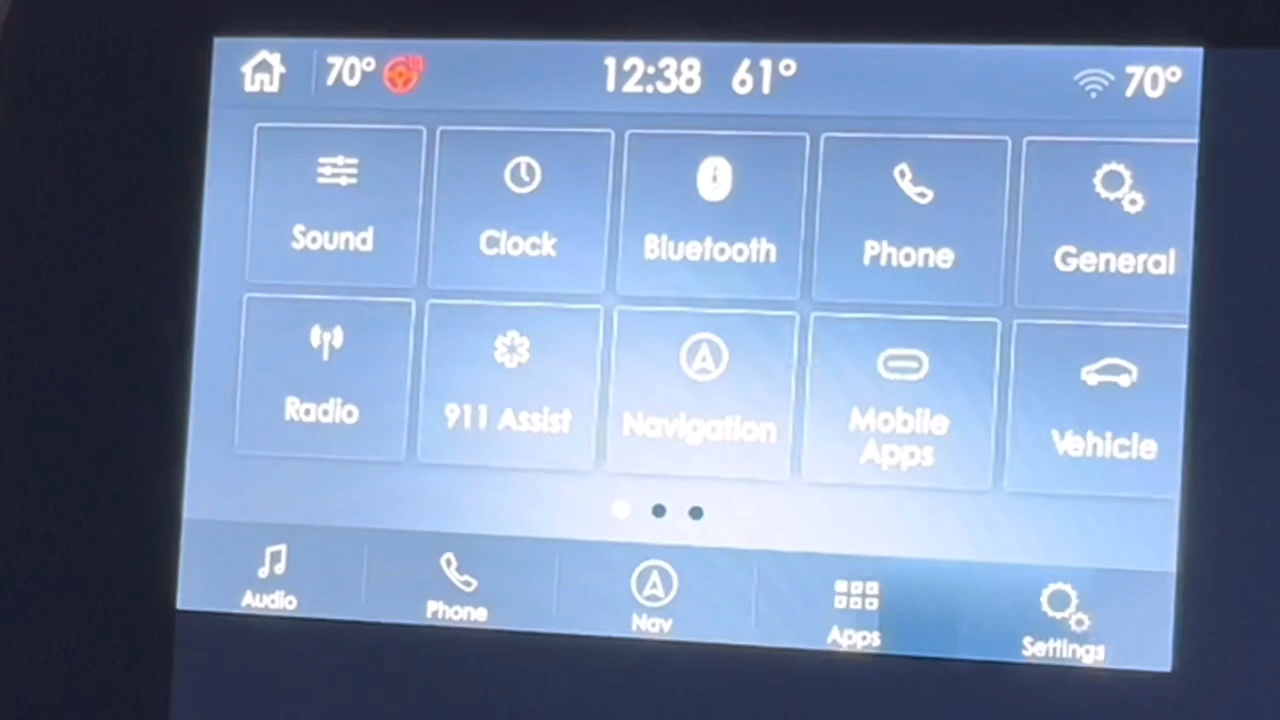 70° 12:38 61° 70°
Sound Clock Bluetooth Phone General
Radio 911 Assist Navigation Mobile Apps Vehicle
Audio Phone Nav Apps Settings